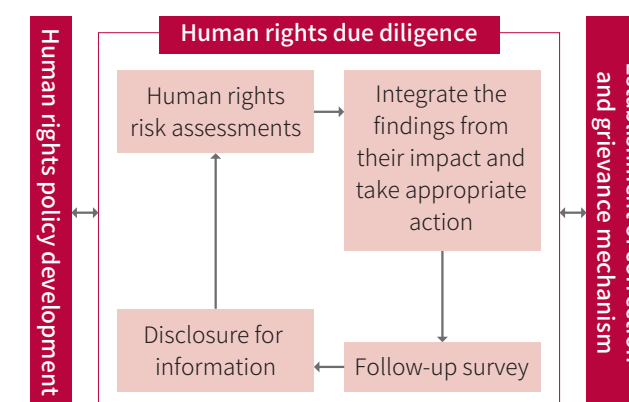 Human rights policy development
Human rights due diligence
Human rights
risk assessments
Integrate the
findings from
their impact and
take appropriate
action
Disclosure for
information
Follow-up survey
and grievance mechanism